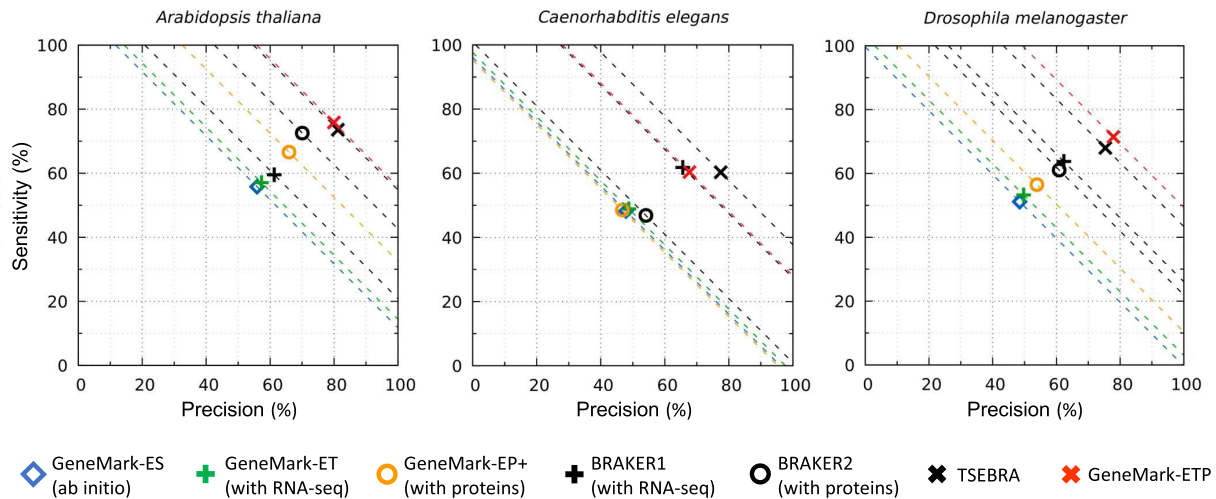 Arabidopsis thaliana
Caenorhabditis elegans
Drosophila melanogaster
Sensitivity (%)
100
80
60
40
20
0
0 20 40 60 80 100
Precision (%)
100
80
60
40
20
0
0 20 40 60 80 100
Precision (%)
100
80
60
40
20
0
0 20 40 60 80 100
Precision (%)
GeneMark-ES
(ab initio)
GeneMark-ET
(with RNA-seq)
GeneMark-EP+
(with proteins)
BRAKER1
(with RNA-seq)
BRAKER2
(with proteins)
TSEBRA
GeneMark-ETP